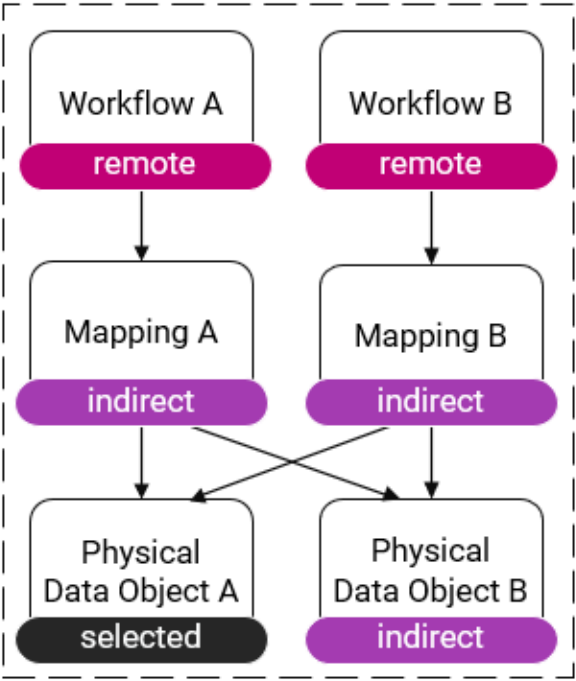 Workflow A
remote
Workflow B
remote
Mapping A
indirect
Mapping B
indirect
Physical
Data Object A
selected
Physical
Data Object B
indirect